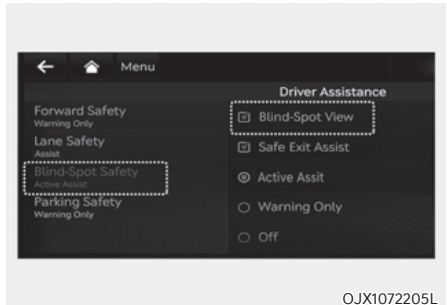 Menu
Driver Assistance
Forward Safety
Warning Only
Lane Safety
Assist
Blind-Spot Safety
Active Assist
Parking Safety
Warning Only
Blind-Spot View
Safe Exit Assist
Active Assit
Warning Only
Off
OJX1072205L